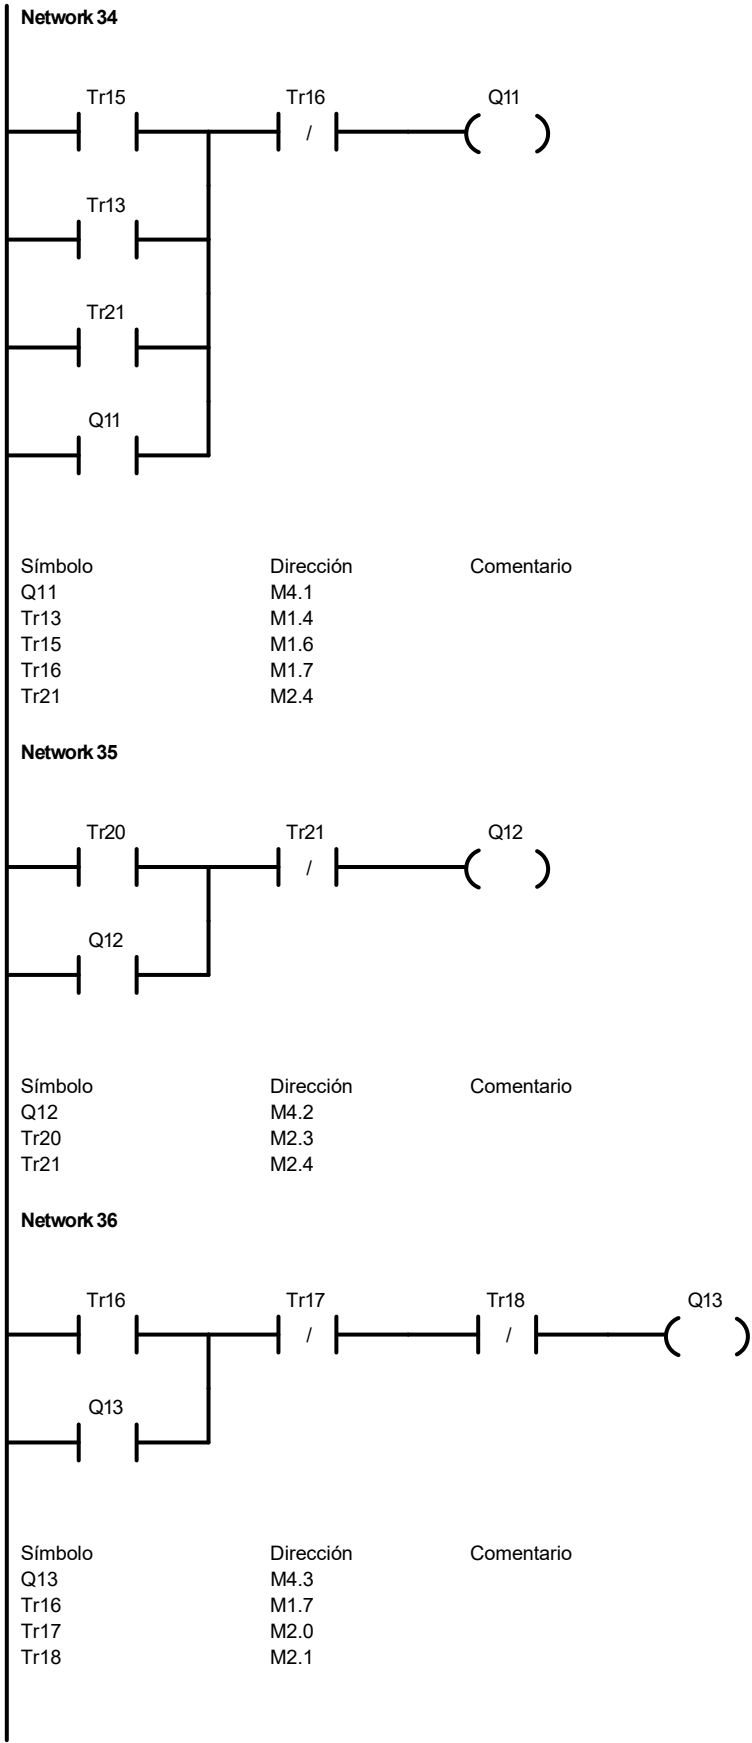 Network 34
Tr15 Tr16 Q11
/
Tr13
Tr21
Q11
Símbolo Dirección Comentario
Q11 M4.1
Tr13 M1.4
Tr15 M1.6
Tr16 M1.7
Tr21 M2.4
Network 35
Tr20 Tr21 Q12
/
Q12
Símbolo Dirección Comentario
Q12 M4.2
Tr20 M2.3
Tr21 M2.4
Network 36
Tr16 Tr17 Tr18 Q13
/ /
Q13
Símbolo Dirección Comentario
Q13 M4.3
Tr16 M1.7
Tr17 M2.0
Tr18 M2.1